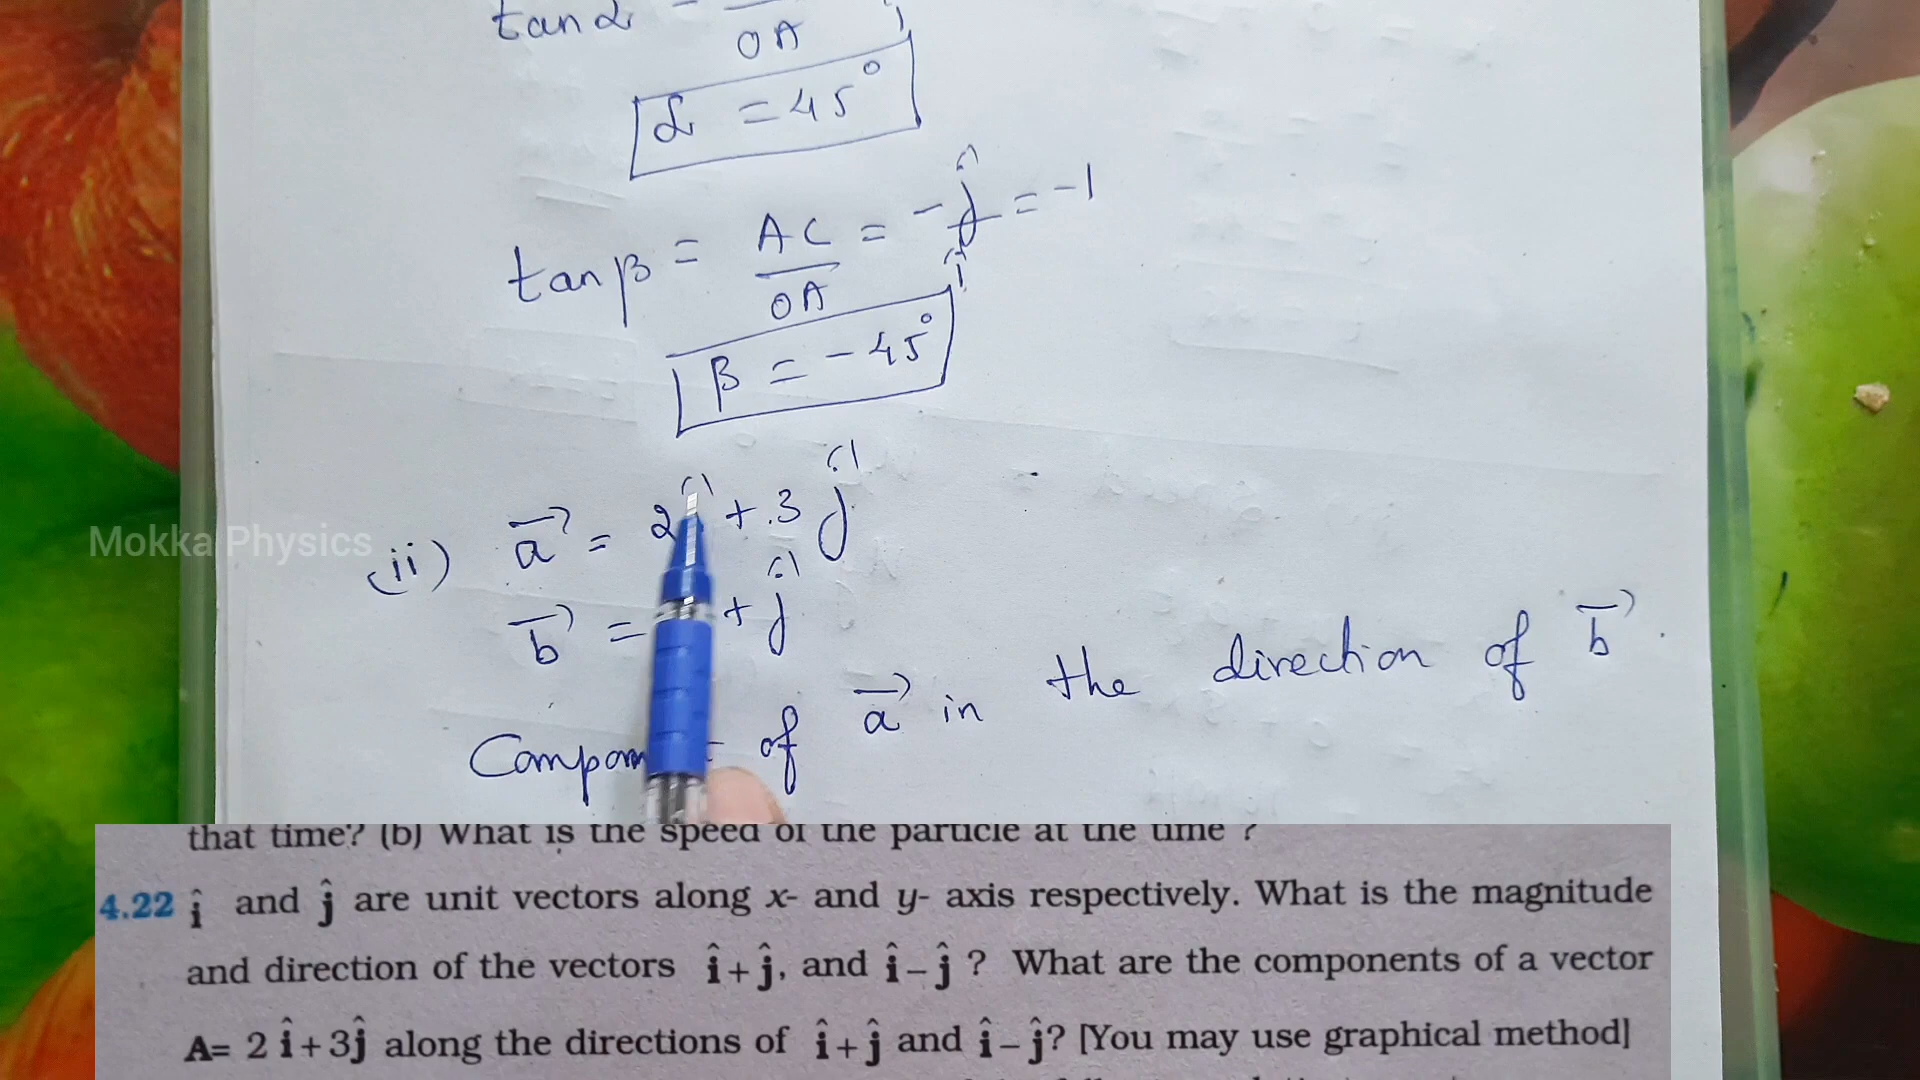 tan α = / OA
α = 45°
tan β = AC / OA = -ĵ / î = -1
β = -45°
(ii) a⃗ = 2 + 3 ĵ
b⃗ = + ĵ
of a⃗ in the direction of b⃗.
Mokka Physics
that time? (b) What is the speed of the particle at the time ?
4.22 î and ĵ are unit vectors along x- and y- axis respectively. What is the magnitude
and direction of the vectors î + ĵ, and î − ĵ ? What are the components of a vector
A= 2 î + 3ĵ along the directions of î + ĵ and î − ĵ? [You may use graphical method]